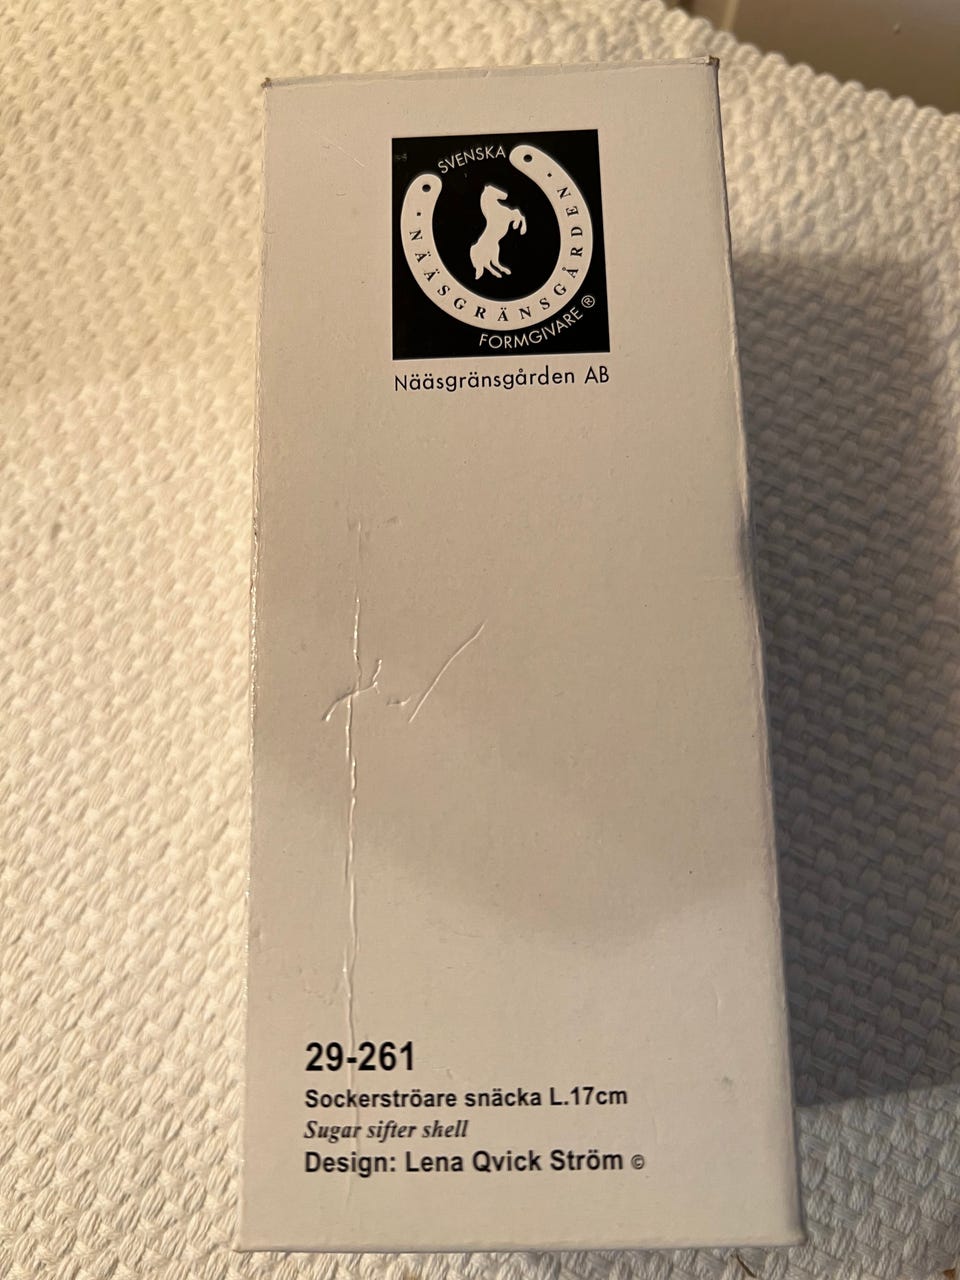 SVENSKA
· NÄÄSGRÄNSGÅRDEN ·
FORMGIVARE ®
Nääsgränsgården AB
29-261
Sockerströare snäcka L.17cm
Sugar sifter shell
Design: Lena Qvick Ström ©